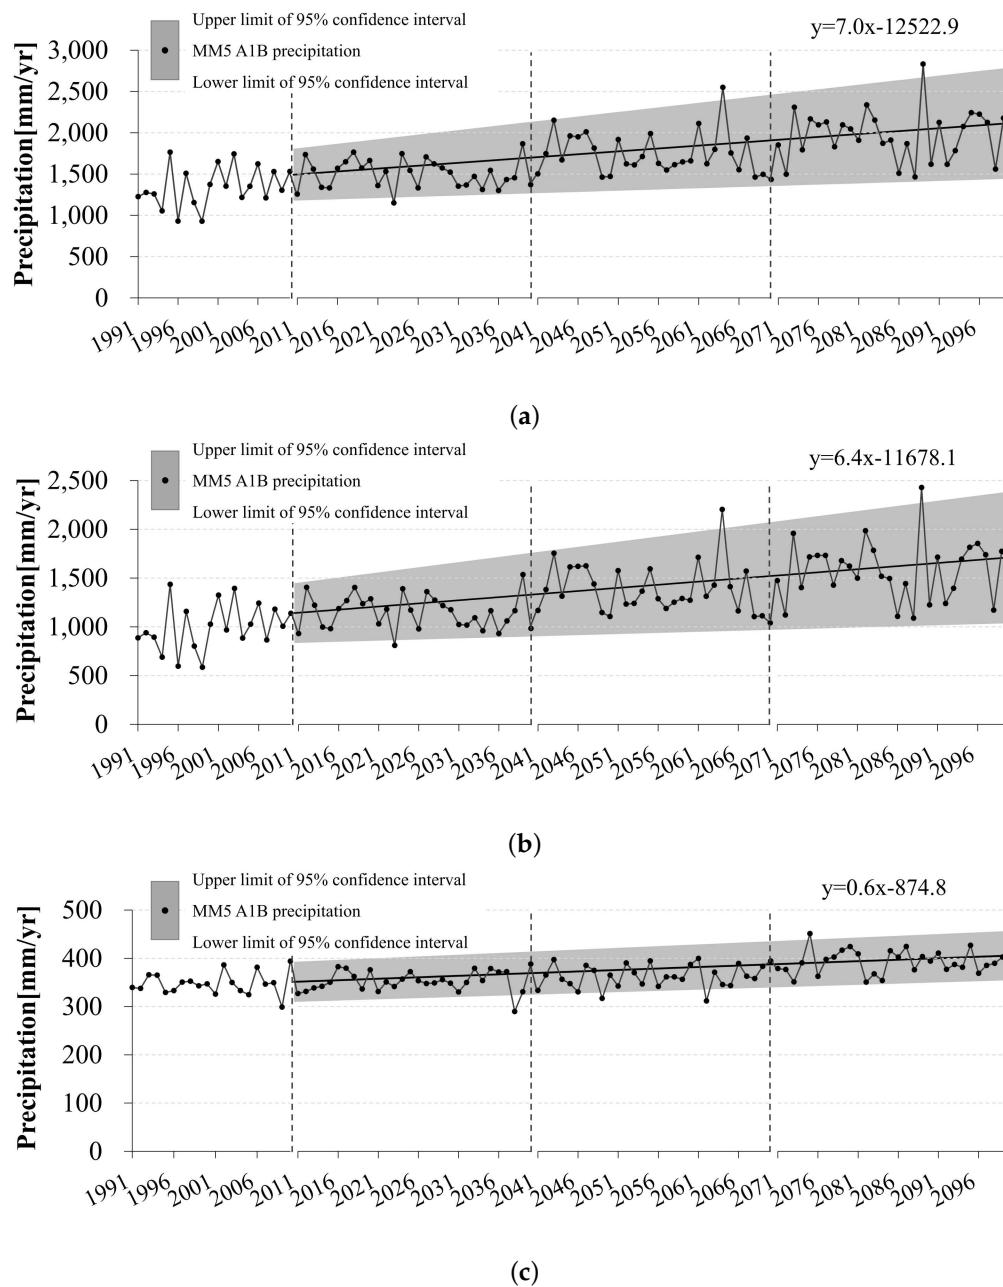 Upper limit of 95% confidence interval
MM5 A1B precipitation
Lower limit of 95% confidence interval
y=7.0x-12522.9
Precipitation[mm/yr]
3,000
2,500
2,000
1,500
1,000
500
0
1991 1996 2001 2006 2011 2016 2021 2026 2031 2036 2041 2046 2051 2056 2061 2066 2071 2076 2081 2086 2091 2096
(a)
Upper limit of 95% confidence interval
MM5 A1B precipitation
Lower limit of 95% confidence interval
y=6.4x-11678.1
Precipitation[mm/yr]
2,500
2,000
1,500
1,000
500
0
1991 1996 2001 2006 2011 2016 2021 2026 2031 2036 2041 2046 2051 2056 2061 2066 2071 2076 2081 2086 2091 2096
(b)
Upper limit of 95% confidence interval
MM5 A1B precipitation
Lower limit of 95% confidence interval
y=0.6x-874.8
Precipitation[mm/yr]
500
400
300
200
100
0
1991 1996 2001 2006 2011 2016 2021 2026 2031 2036 2041 2046 2051 2056 2061 2066 2071 2076 2081 2086 2091 2096
(c)